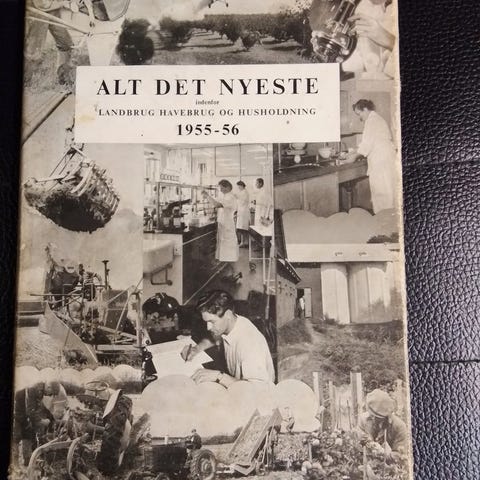 ALT DET NYESTE
indenfor
LANDBRUG HAVEBRUG OG HUSHOLDNING
1955-56